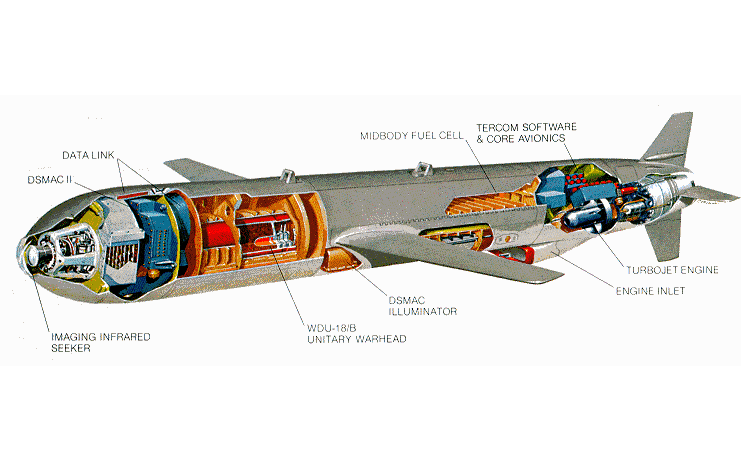 MIDBODY FUEL CELL
TERCOM SOFTWARE
& CORE AVIONICS
DATA LINK
DSMAC II
TURBOJET ENGINE
ENGINE INLET
DSMAC
ILLUMINATOR
WDU-18/B
UNITARY WARHEAD
IMAGING INFRARED
SEEKER